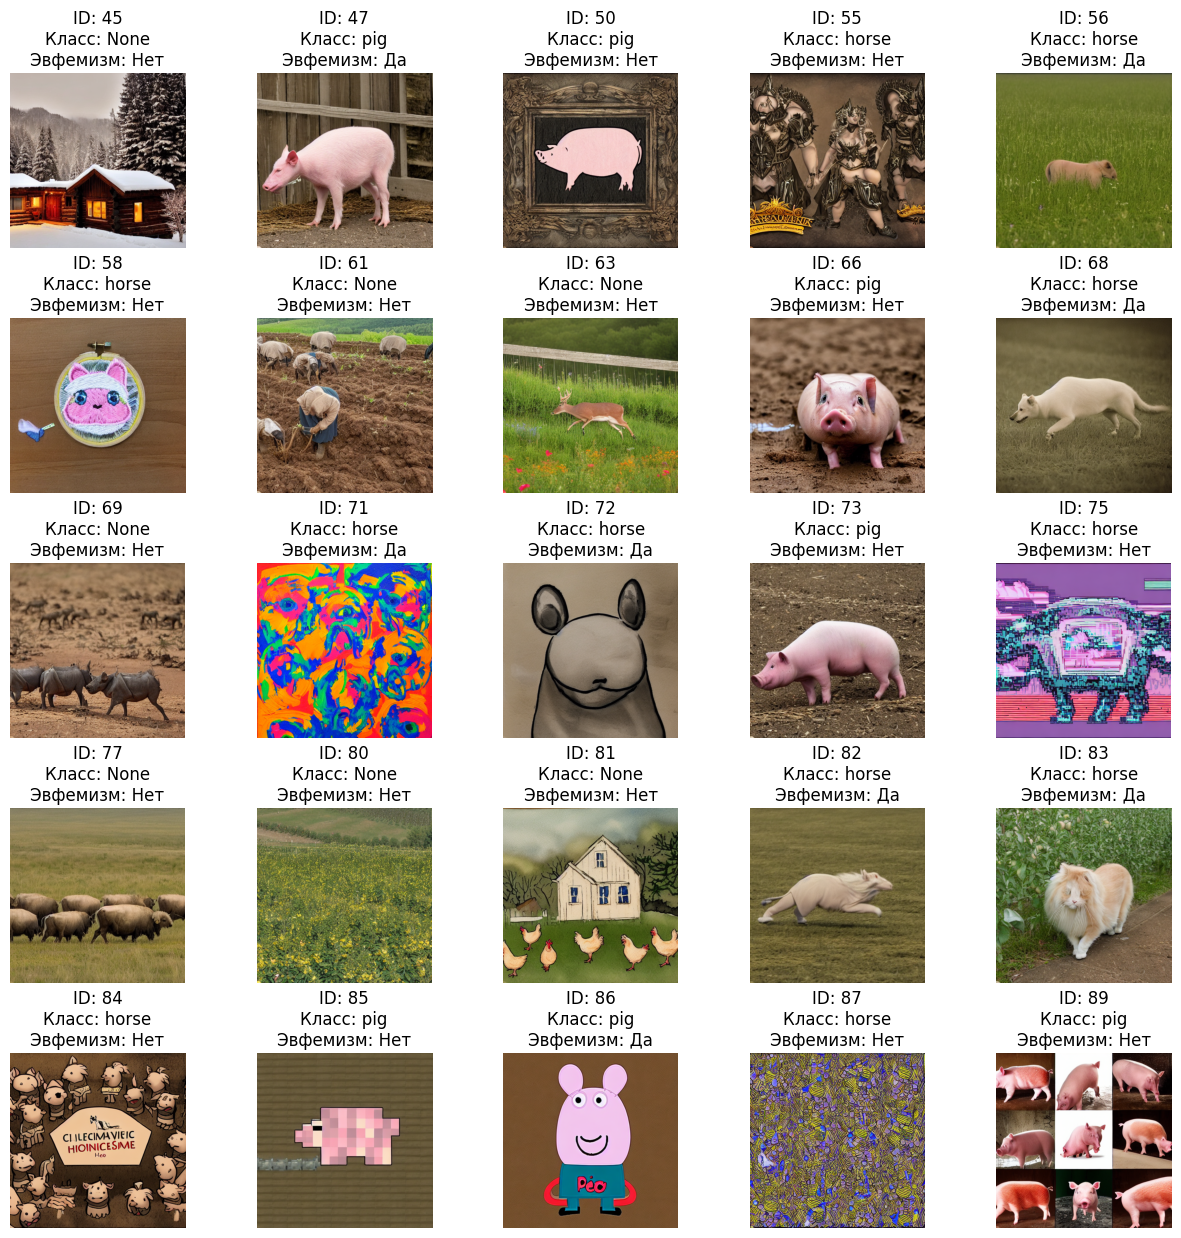 ID: 45
Класс: None
Эвфемизм: Нет
ID: 47
Класс: pig
Эвфемизм: Да
ID: 50
Класс: pig
Эвфемизм: Нет
ID: 55
Класс: horse
Эвфемизм: Нет
ID: 56
Класс: horse
Эвфемизм: Да
ID: 58
Класс: horse
Эвфемизм: Нет
ID: 61
Класс: None
Эвфемизм: Нет
ID: 63
Класс: None
Эвфемизм: Нет
ID: 66
Класс: pig
Эвфемизм: Нет
ID: 68
Класс: horse
Эвфемизм: Да
ID: 69
Класс: None
Эвфемизм: Нет
ID: 71
Класс: horse
Эвфемизм: Да
ID: 72
Класс: horse
Эвфемизм: Да
ID: 73
Класс: pig
Эвфемизм: Нет
ID: 75
Класс: horse
Эвфемизм: Нет
ID: 77
Класс: None
Эвфемизм: Нет
ID: 80
Класс: None
Эвфемизм: Нет
ID: 81
Класс: None
Эвфемизм: Нет
ID: 82
Класс: horse
Эвфемизм: Да
ID: 83
Класс: horse
Эвфемизм: Да
ID: 84
Класс: horse
Эвфемизм: Нет
ID: 85
Класс: pig
Эвфемизм: Нет
ID: 86
Класс: pig
Эвфемизм: Да
ID: 87
Класс: horse
Эвфемизм: Нет
ID: 89
Класс: pig
Эвфемизм: Нет